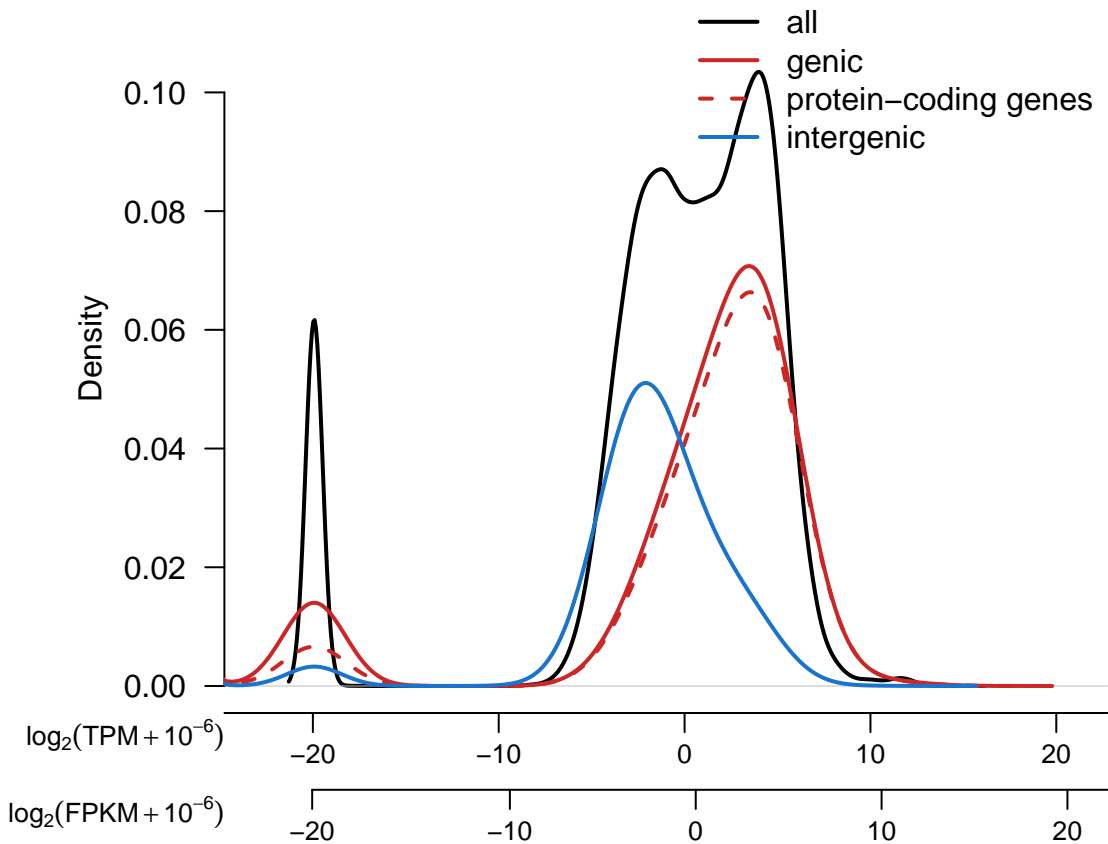 all
genic
protein−coding genes
intergenic
0.10
0.08
0.06
0.04
0.02
0.00
Density
log₂(TPM + 10⁻⁶)
−20 −10 0 10 20
log₂(FPKM + 10⁻⁶)
−20 −10 0 10 20